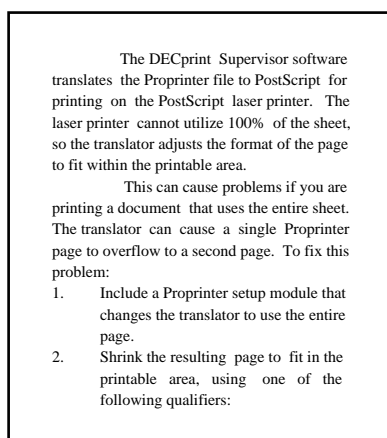 The DECprint Supervisor software
translates the Proprinter file to PostScript for
printing on the PostScript laser printer. The
laser printer cannot utilize 100% of the sheet,
so the translator adjusts the format of the page
to fit within the printable area.
This can cause problems if you are
printing a document that uses the entire sheet.
The translator can cause a single Proprinter
page to overflow to a second page. To fix this
problem:
1. Include a Proprinter setup module that
changes the translator to use the entire
page.
2. Shrink the resulting page to fit in the
printable area, using one of the
following qualifiers: